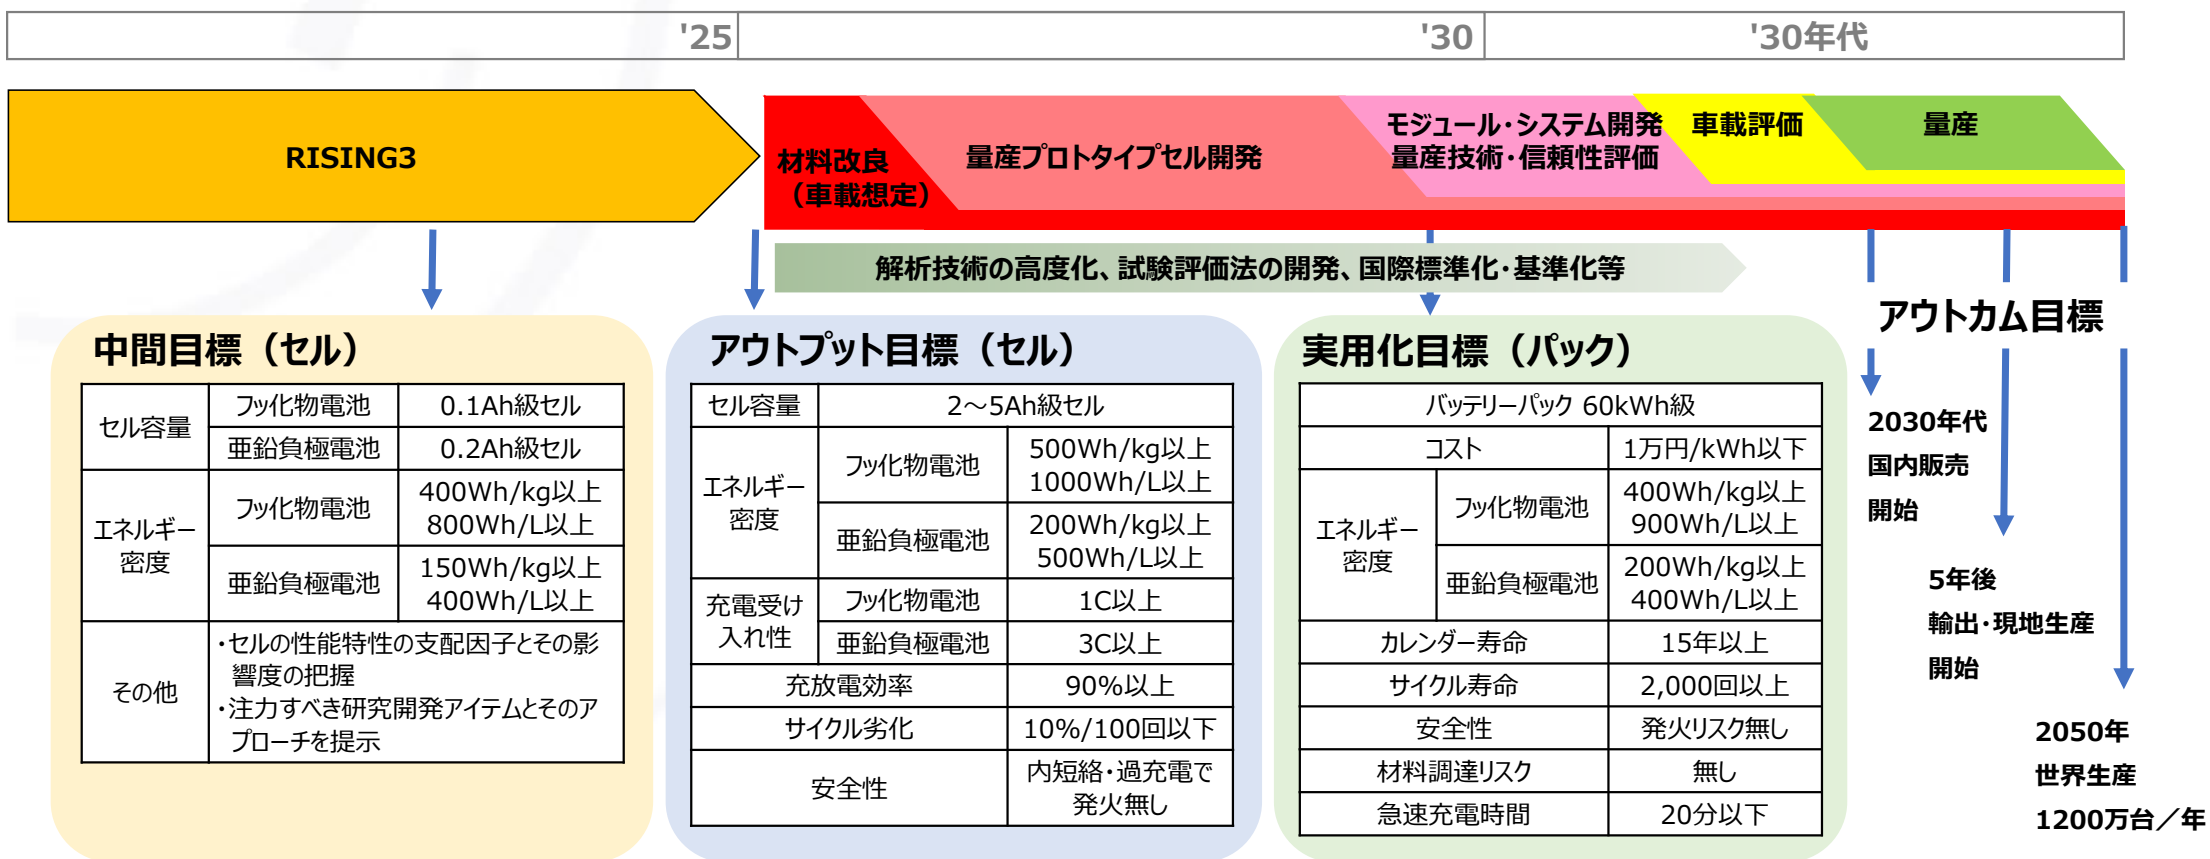 '25
'30
'30年代
RISING3
材料改良
（車載想定）
量産プロトタイプセル開発
モジュール・システム開発
量産技術・信頼性評価
車載評価
量産
解析技術の高度化、試験評価法の開発、国際標準化・基準化等
中間目標（セル）
セル容量
フッ化物電池
0.1Ah級セル
亜鉛負極電池
0.2Ah級セル
エネルギー
密度
フッ化物電池
400Wh/kg以上
800Wh/L以上
亜鉛負極電池
150Wh/kg以上
400Wh/L以上
その他
・セルの性能特性の支配因子とその影
響度の把握
・注力すべき研究開発アイテムとそのア
プローチを提示
アウトプット目標（セル）
セル容量
2～5Ah級セル
エネルギー
密度
フッ化物電池
500Wh/kg以上
1000Wh/L以上
亜鉛負極電池
200Wh/kg以上
500Wh/L以上
充電受け
入れ性
フッ化物電池
1C以上
亜鉛負極電池
3C以上
充放電効率
90%以上
サイクル劣化
10%/100回以下
安全性
内短絡・過充電で
発火無し
実用化目標（パック）
バッテリーパック 60kWh級
コスト
1万円/kWh以下
エネルギー
密度
フッ化物電池
400Wh/kg以上
900Wh/L以上
亜鉛負極電池
200Wh/kg以上
400Wh/L以上
カレンダー寿命
15年以上
サイクル寿命
2,000回以上
安全性
発火リスク無し
材料調達リスク
無し
急速充電時間
20分以下
アウトカム目標
2030年代
国内販売
開始
5年後
輸出・現地生産
開始
2050年
世界生産
1200万台／年